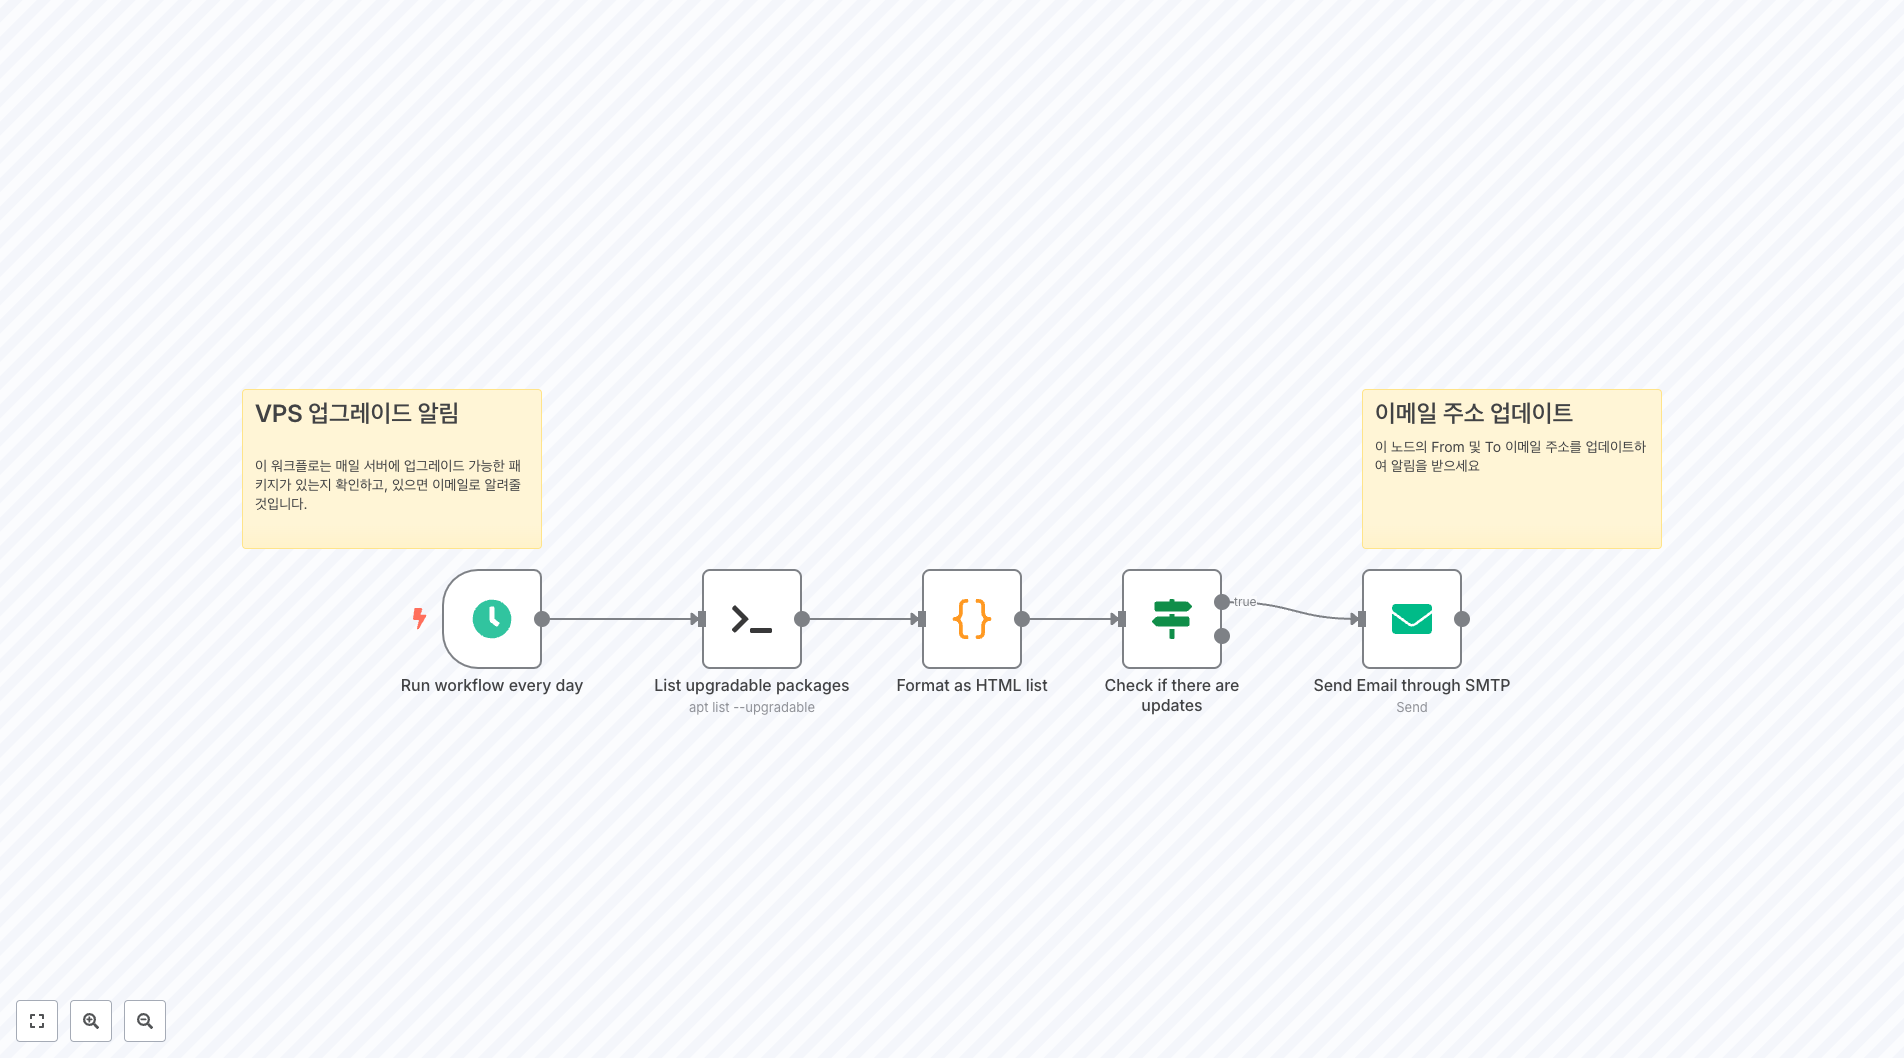 VPS 업그레이드 알림
이 워크플로는 매일 서버에 업그레이드 가능한 패
키지가 있는지 확인하고, 있으면 이메일로 알려줄
것입니다.
이메일 주소 업데이트
이 노드의 From 및 To 이메일 주소를 업데이트하
여 알림을 받으세요
true
Run workflow every day
List upgradable packages
apt list --upgradable
Format as HTML list
Check if there are
updates
Send Email through SMTP
Send